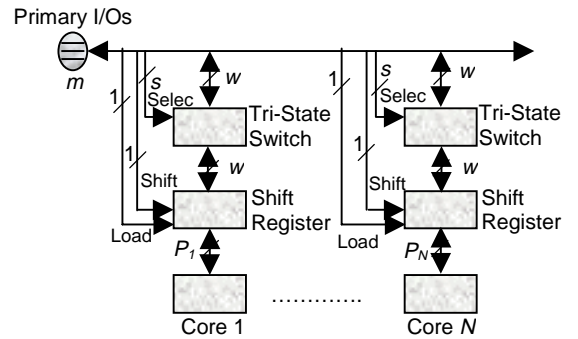 Primary I/Os
m
1
s
w
Selec
Tri-State
Switch
1
w
Shift
Shift
Register
Load
P1
Core 1
1
s
w
Selec
Tri-State
Switch
1
w
Shift
Shift
Register
Load
PN
.............
Core N